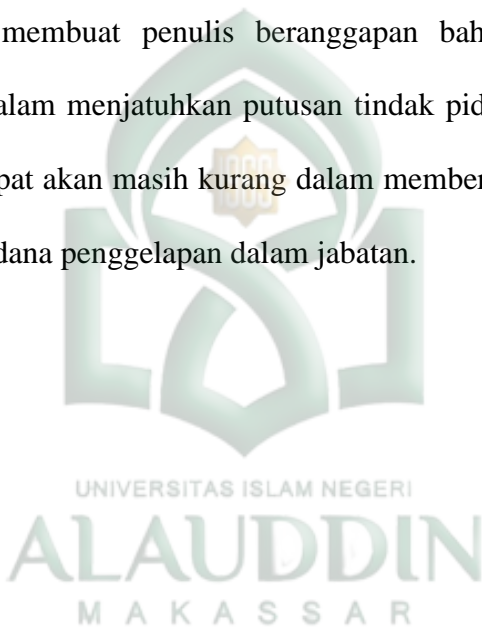 membuat penulis beranggapan bah
alam menjatuhkan putusan tindak pid
pat akan masih kurang dalam member
dana penggelapan dalam jabatan.
UNIVERSITAS ISLAM NEGERI
ALAUDDIN
MAKASSAR